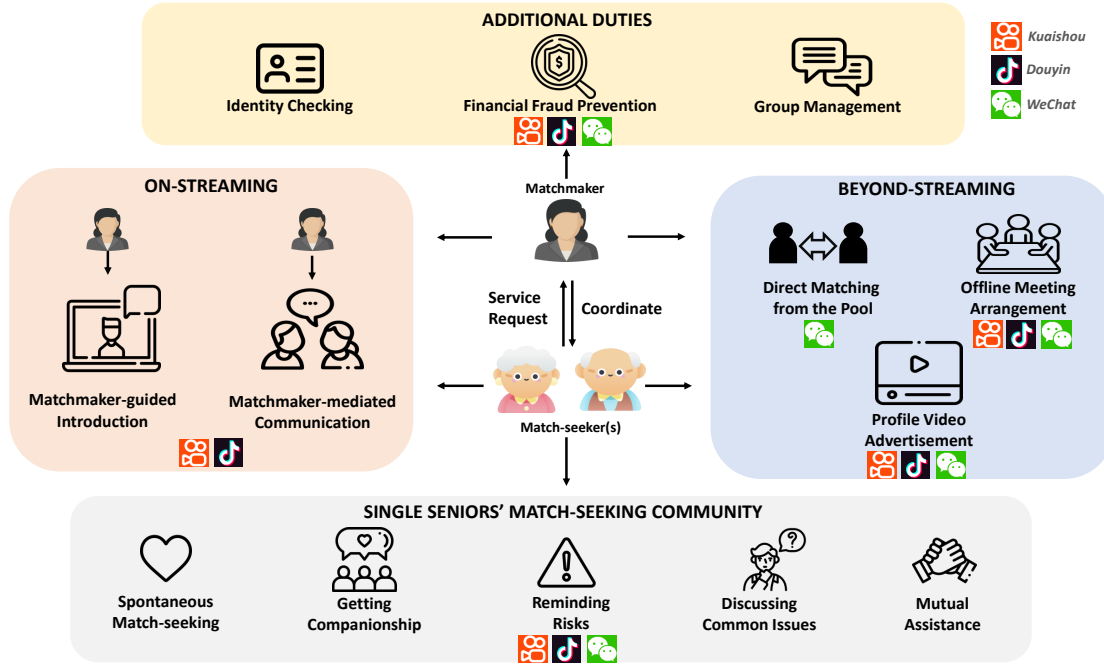 ADDITIONAL DUTIES
Identity Checking
Financial Fraud Prevention
Group Management
Kuaishou
Douyin
WeChat
ON-STREAMING
Matchmaker-guided
Introduction
Matchmaker-mediated
Communication
Matchmaker
Service
Request
Coordinate
Match-seeker(s)
BEYOND-STREAMING
Direct Matching
from the Pool
Offline Meeting
Arrangement
Profile Video
Advertisement
SINGLE SENIORS' MATCH-SEEKING COMMUNITY
Spontaneous
Match-seeking
Getting
Companionship
Reminding
Risks
Discussing
Common Issues
Mutual
Assistance